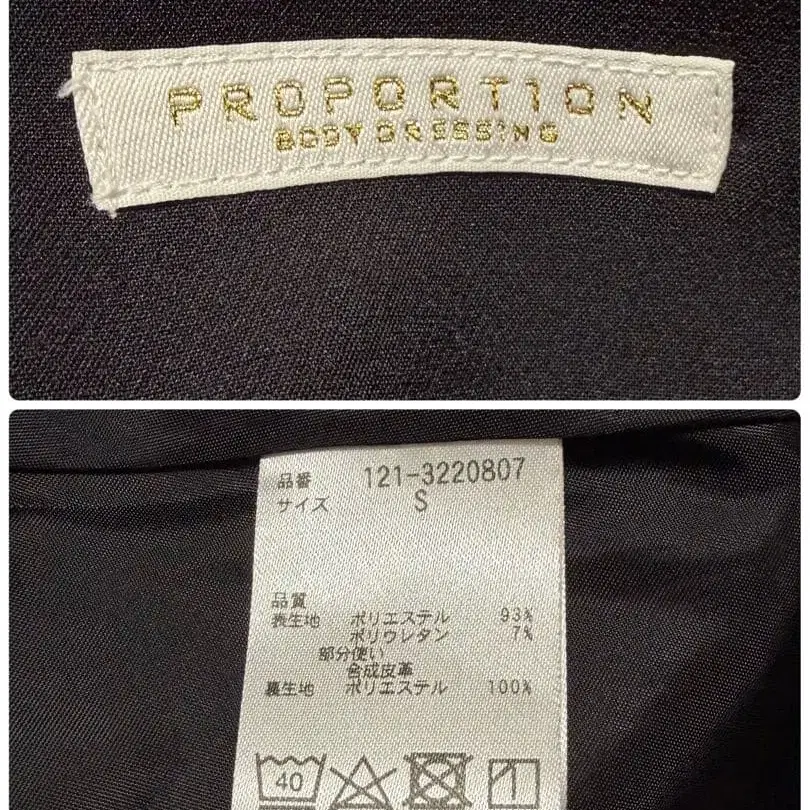 PROPORTION
BODY DRESSING
品番 121-3220807
サイズ S
品質
表生地 ポリエステル 93%
ポリウレタン 7%
部分使い
合成皮革
裏生地 ポリエステル 100%
40